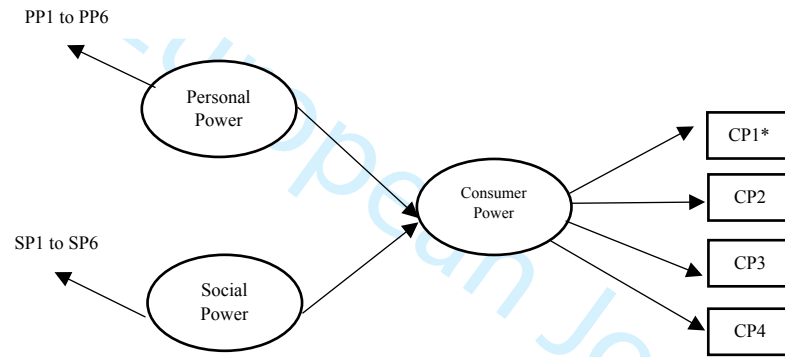 PP1 to PP6
Personal
Power
CP1*
Consumer
Power
CP2
SP1 to SP6
CP3
Social
Power
CP4